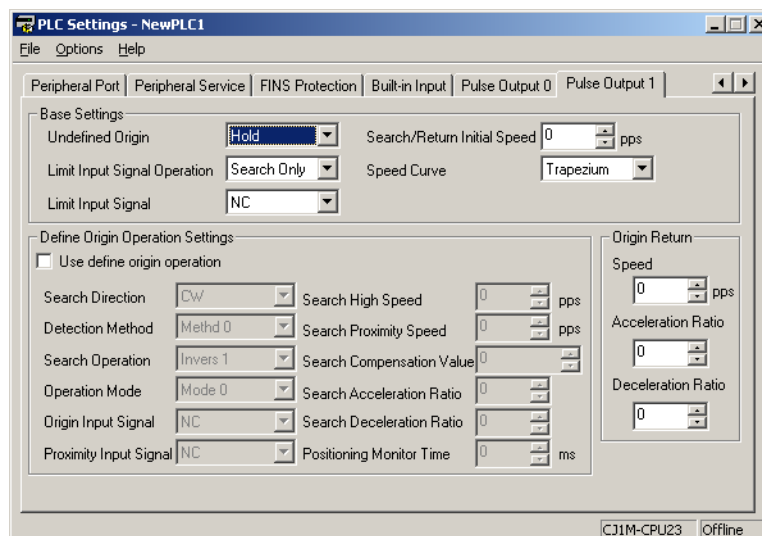 PLC Settings - NewPLC1
File Options Help
Peripheral Port Peripheral Service FINS Protection Built-in Input Pulse Output 0 Pulse Output 1
Base Settings
Undefined Origin Hold Search/Return Initial Speed 0 pps
Limit Input Signal Operation Search Only Speed Curve Trapezium
Limit Input Signal NC
Define Origin Operation Settings
Use define origin operation
Search Direction CW Search High Speed 0 pps
Detection Method Methd 0 Search Proximity Speed 0 pps
Search Operation Invers 1 Search Compensation Value 0
Operation Mode Mode 0 Search Acceleration Ratio 0
Origin Input Signal NC Search Deceleration Ratio 0
Proximity Input Signal NC Positioning Monitor Time 0 ms
Origin Return
Speed
0 pps
Acceleration Ratio
0
Deceleration Ratio
0
CJ1M-CPU23 Offline